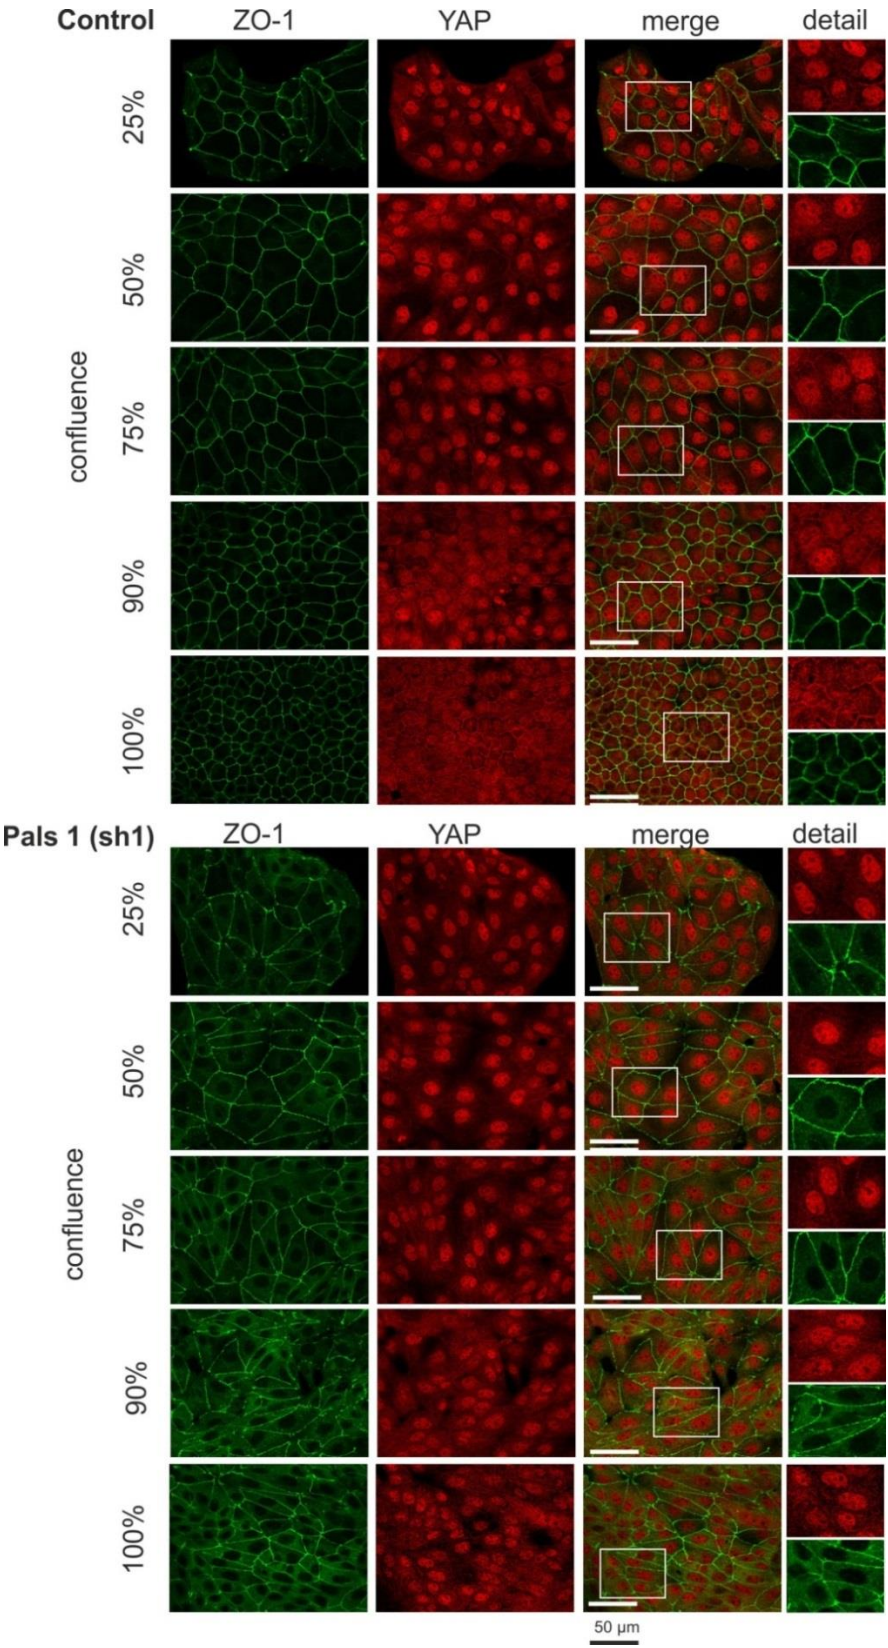 Control ZO-1 YAP merge detail
25%
50%
confluence
75%
90%
100%
Pals 1 (sh1) ZO-1 YAP merge detail
25%
50%
confluence
75%
90%
100%
50 µm